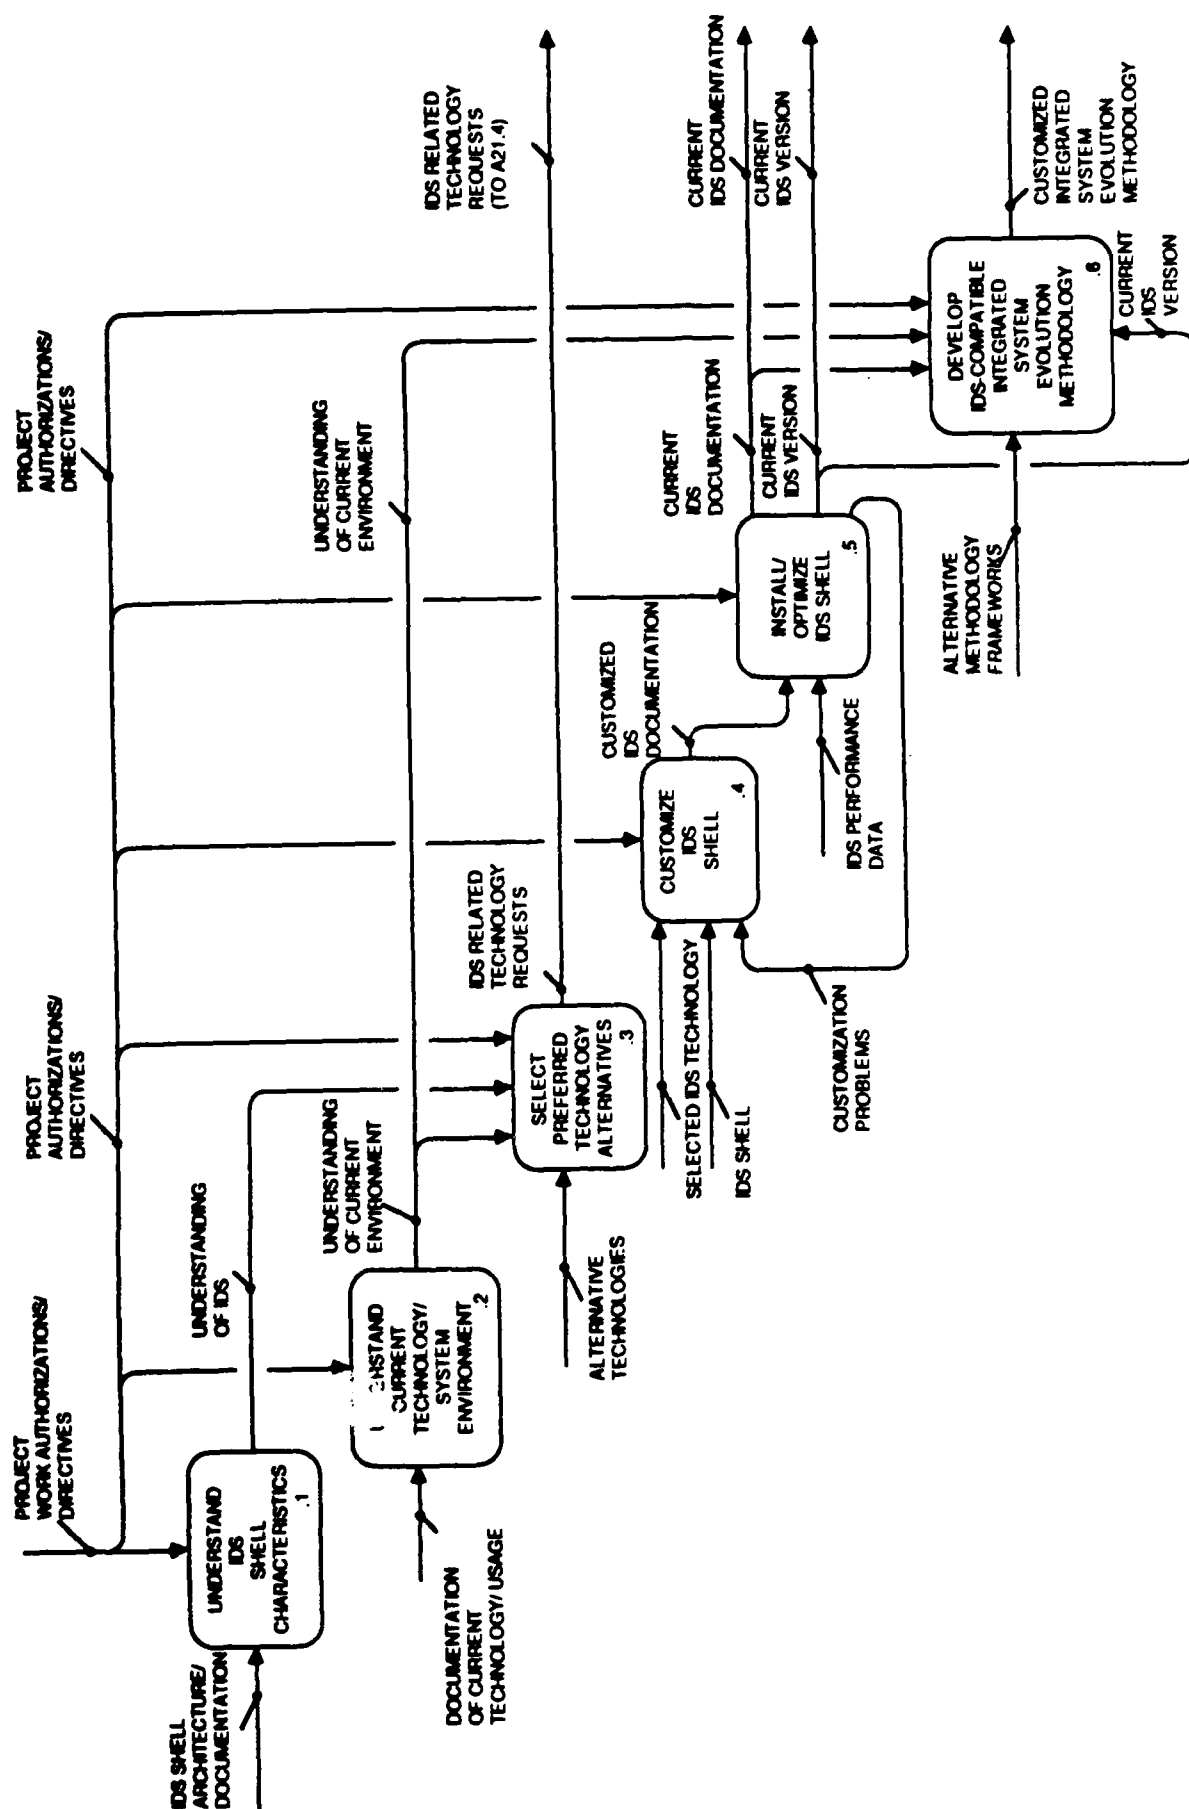 PROJECT
WORK AUTHORIZATIONS/
DIRECTIVES
PROJECT
AUTHORIZATIONS/
DIRECTIVES
PROJECT
AUTHORIZATIONS/
DIRECTIVES
IDS SHELL
ARCHITECTURE/
DOCUMENTATION
UNDERSTAND
IDS
SHELL
CHARACTERISTICS
.1
UNDERSTANDING
OF IDS
DOCUMENTATION
OF CURRENT
TECHNOLOGY/USAGE
CURRENT
TECHNOLOGY/
SYSTEM
ENVIRONMENT
.2
UNDERSTANDING
OF CURRENT
ENVIRONMENT
UNDERSTANDING
OF CURRENT
ENVIRONMENT
ALTERNATIVE
TECHNOLOGIES
SELECT
PREFERRED
TECHNOLOGY
ALTERNATIVES
.3
IDS RELATED
TECHNOLOGY
REQUESTS
IDS RELATED
TECHNOLOGY
REQUESTS
(TO A21.4)
SELECTED IDS TECHNOLOGY
IDS SHELL
CUSTOMIZATION
PROBLEMS
CUSTOMIZE
IDS
SHELL
.4
CUSTOMIZED
IDS
DOCUMENTATION
IDS PERFORMANCE
DATA
INSTALL/
OPTIMIZE
IDS SHELL
.5
CURRENT
IDS
DOCUMENTATION
CURRENT
IDS VERSION
CURRENT
IDS DOCUMENTATION
CURRENT
IDS VERSION
ALTERNATIVE
METHODOLOGY
FRAMEWORKS
DEVELOP
IDS-COMPATIBLE
INTEGRATED
SYSTEM
EVOLUTION
METHODOLOGY
.6
CURRENT
IDS
VERSION
CUSTOMIZED
INTEGRATED
SYSTEM
EVOLUTION
METHODOLOGY